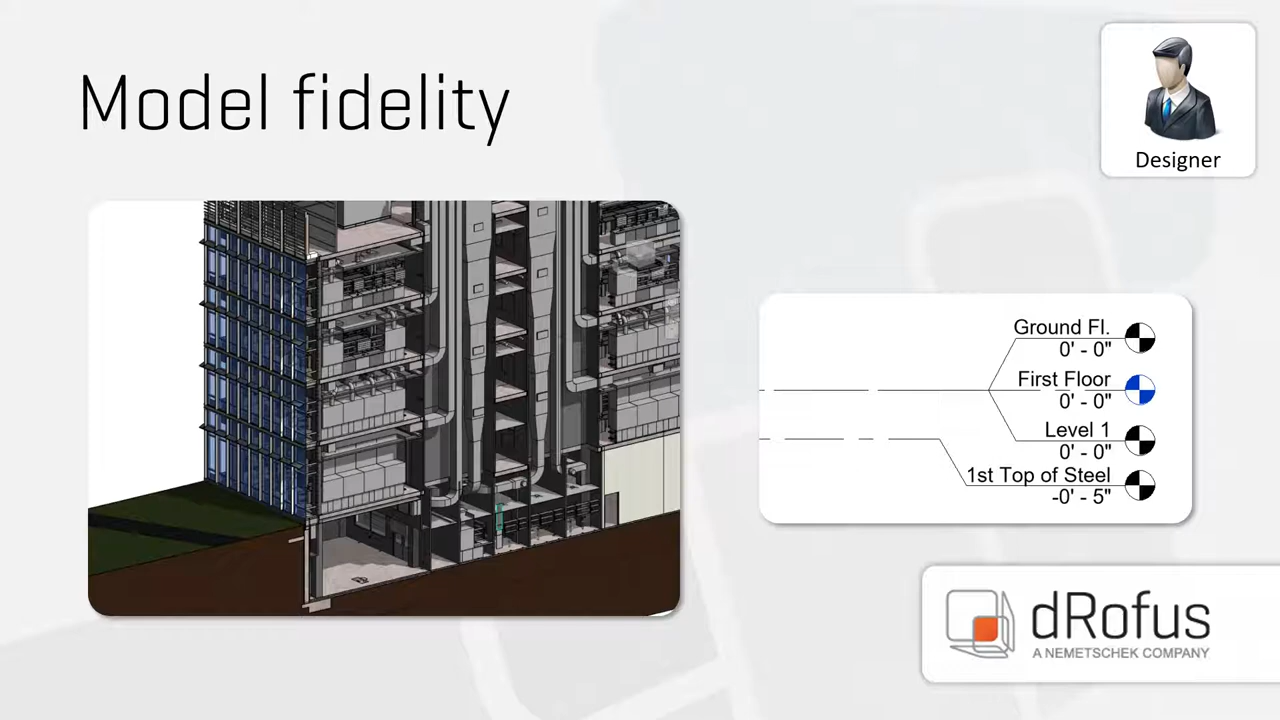 Model fidelity
Designer
Ground Fl.
0' - 0"
First Floor
0' - 0"
Level 1
0' - 0"
1st Top of Steel
-0' - 5"
dRofus
A NEMETSCHEK COMPANY